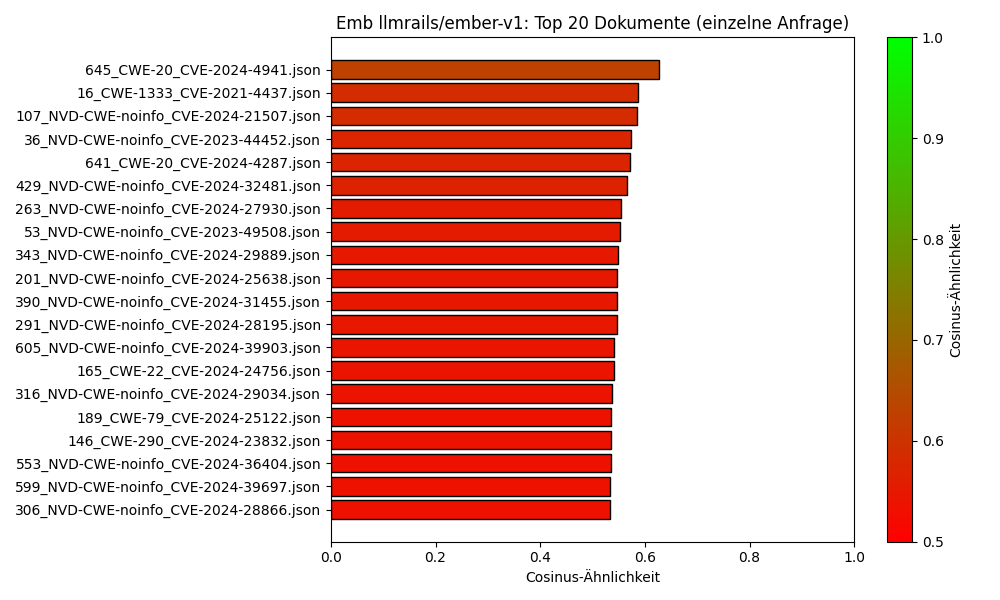 Emb llmrails/ember-v1: Top 20 Dokumente (einzelne Anfrage)
645_CWE-20_CVE-2024-4941.json
16_CWE-1333_CVE-2021-4437.json
107_NVD-CWE-noinfo_CVE-2024-21507.json
36_NVD-CWE-noinfo_CVE-2023-44452.json
641_CWE-20_CVE-2024-4287.json
429_NVD-CWE-noinfo_CVE-2024-32481.json
263_NVD-CWE-noinfo_CVE-2024-27930.json
53_NVD-CWE-noinfo_CVE-2023-49508.json
343_NVD-CWE-noinfo_CVE-2024-29889.json
201_NVD-CWE-noinfo_CVE-2024-25638.json
390_NVD-CWE-noinfo_CVE-2024-31455.json
291_NVD-CWE-noinfo_CVE-2024-28195.json
605_NVD-CWE-noinfo_CVE-2024-39903.json
165_CWE-22_CVE-2024-24756.json
316_NVD-CWE-noinfo_CVE-2024-29034.json
189_CWE-79_CVE-2024-25122.json
146_CWE-290_CVE-2024-23832.json
553_NVD-CWE-noinfo_CVE-2024-36404.json
599_NVD-CWE-noinfo_CVE-2024-39697.json
306_NVD-CWE-noinfo_CVE-2024-28866.json
0.0 0.2 0.4 0.6 0.8 1.0
Cosinus-Ähnlichkeit
1.0
0.9
0.8
0.7
0.6
0.5
Cosinus-Ähnlichkeit